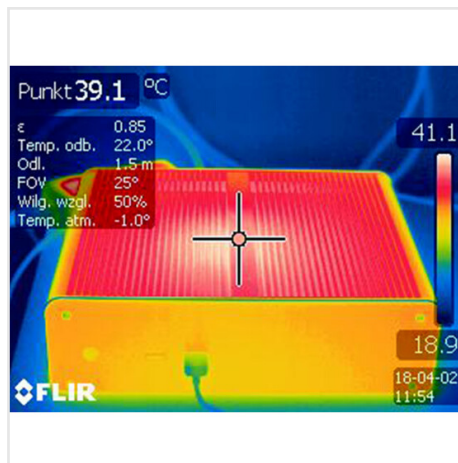 Punkt 39.1 °C
ε 0.85
Temp. odb. 22.0°
Odl. 1.5 m
FOV 25°
Wilg. wzgl. 50%
Temp. atm. -1.0°
41.1
18.9
18-04-02
11:54
FLIR